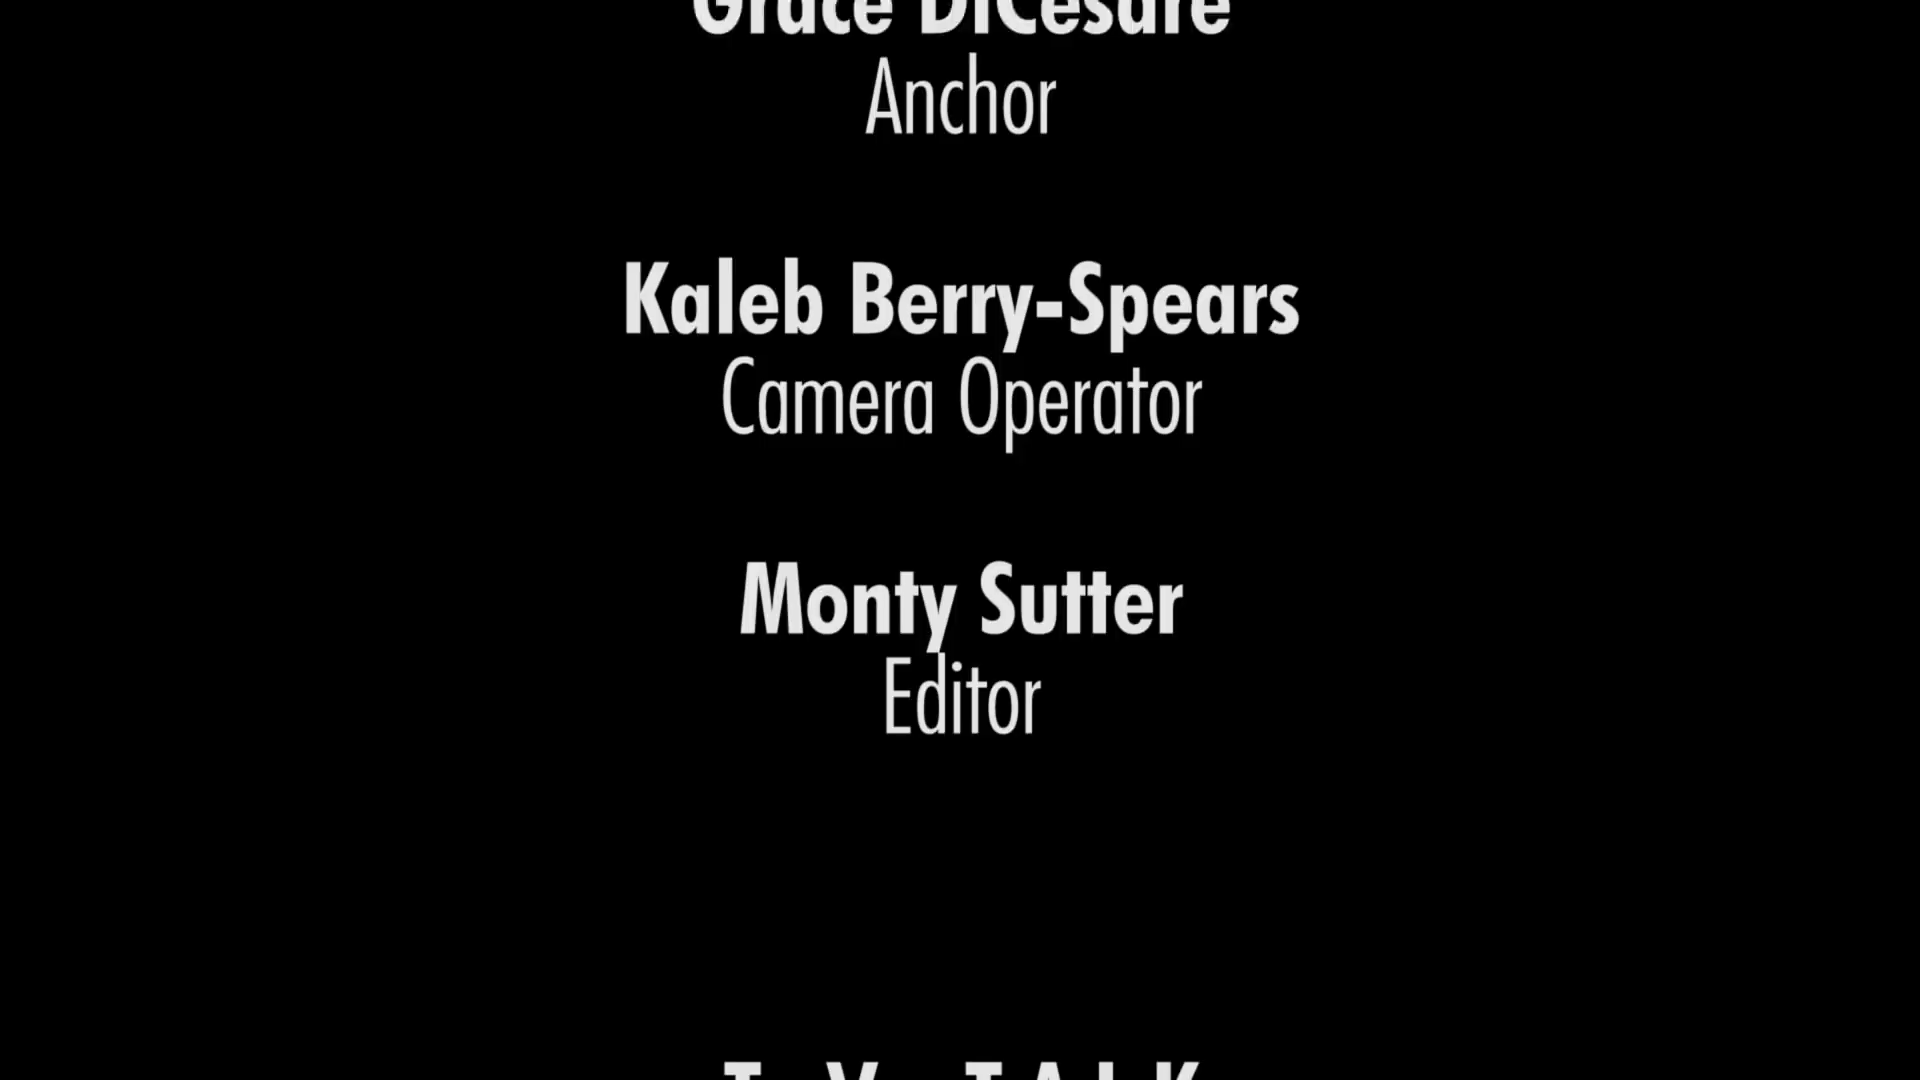 Grace DiCesare
Anchor
Kaleb Berry-Spears
Camera Operator
Monty Sutter
Editor